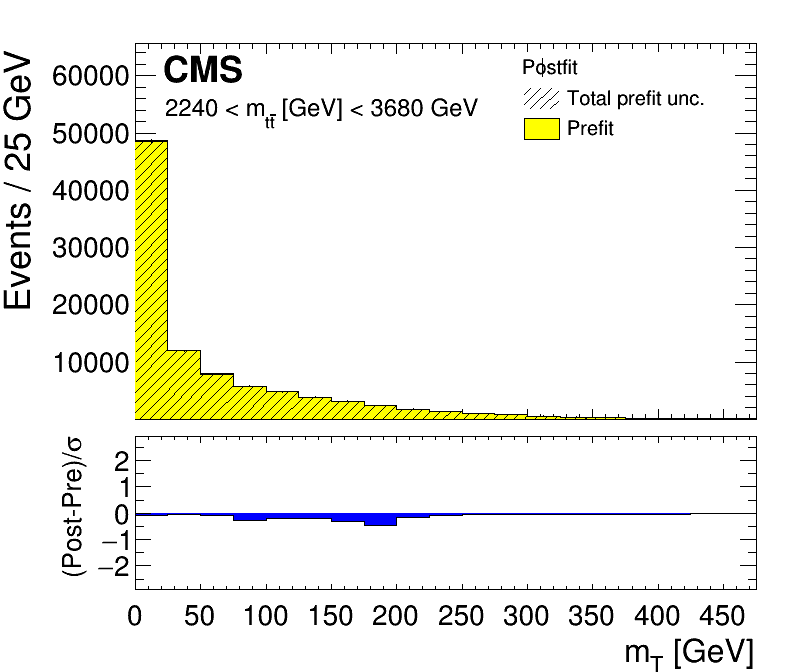 CMS
2240 < m_tt̄ [GeV] < 3680 GeV
Postfit
Total prefit unc.
Prefit
Events / 25 GeV
60000
50000
40000
30000
20000
10000
(Post-Pre)/σ
2
1
0
−1
−2
0 50 100 150 200 250 300 350 400 450
m_T [GeV]